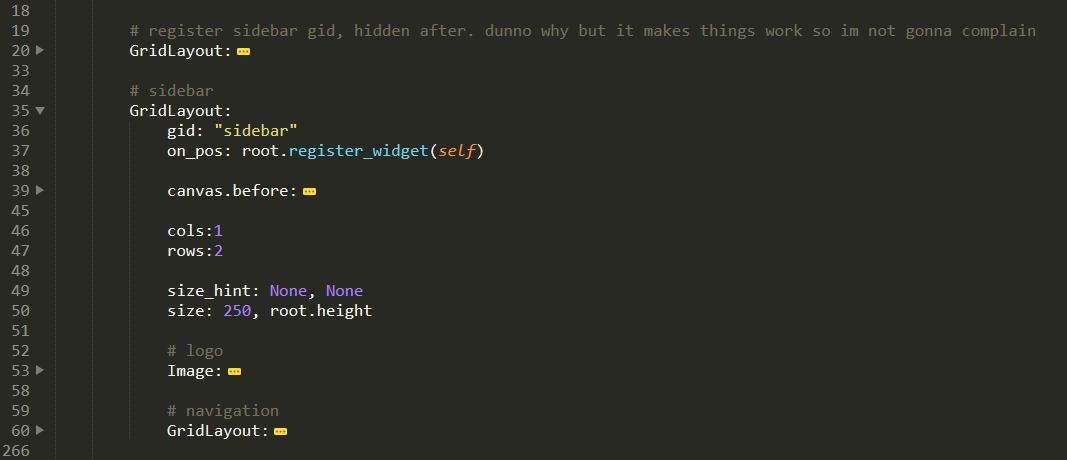 18
19 # register sidebar gid, hidden after. dunno why but it makes things work so im not gonna complain
20 GridLayout:
33
34 # sidebar
35 GridLayout:
36 gid: "sidebar"
37 on_pos: root.register_widget(self)
38
39 canvas.before:
45
46 cols:1
47 rows:2
48
49 size_hint: None, None
50 size: 250, root.height
51
52 # logo
53 Image:
58
59 # navigation
60 GridLayout:
266